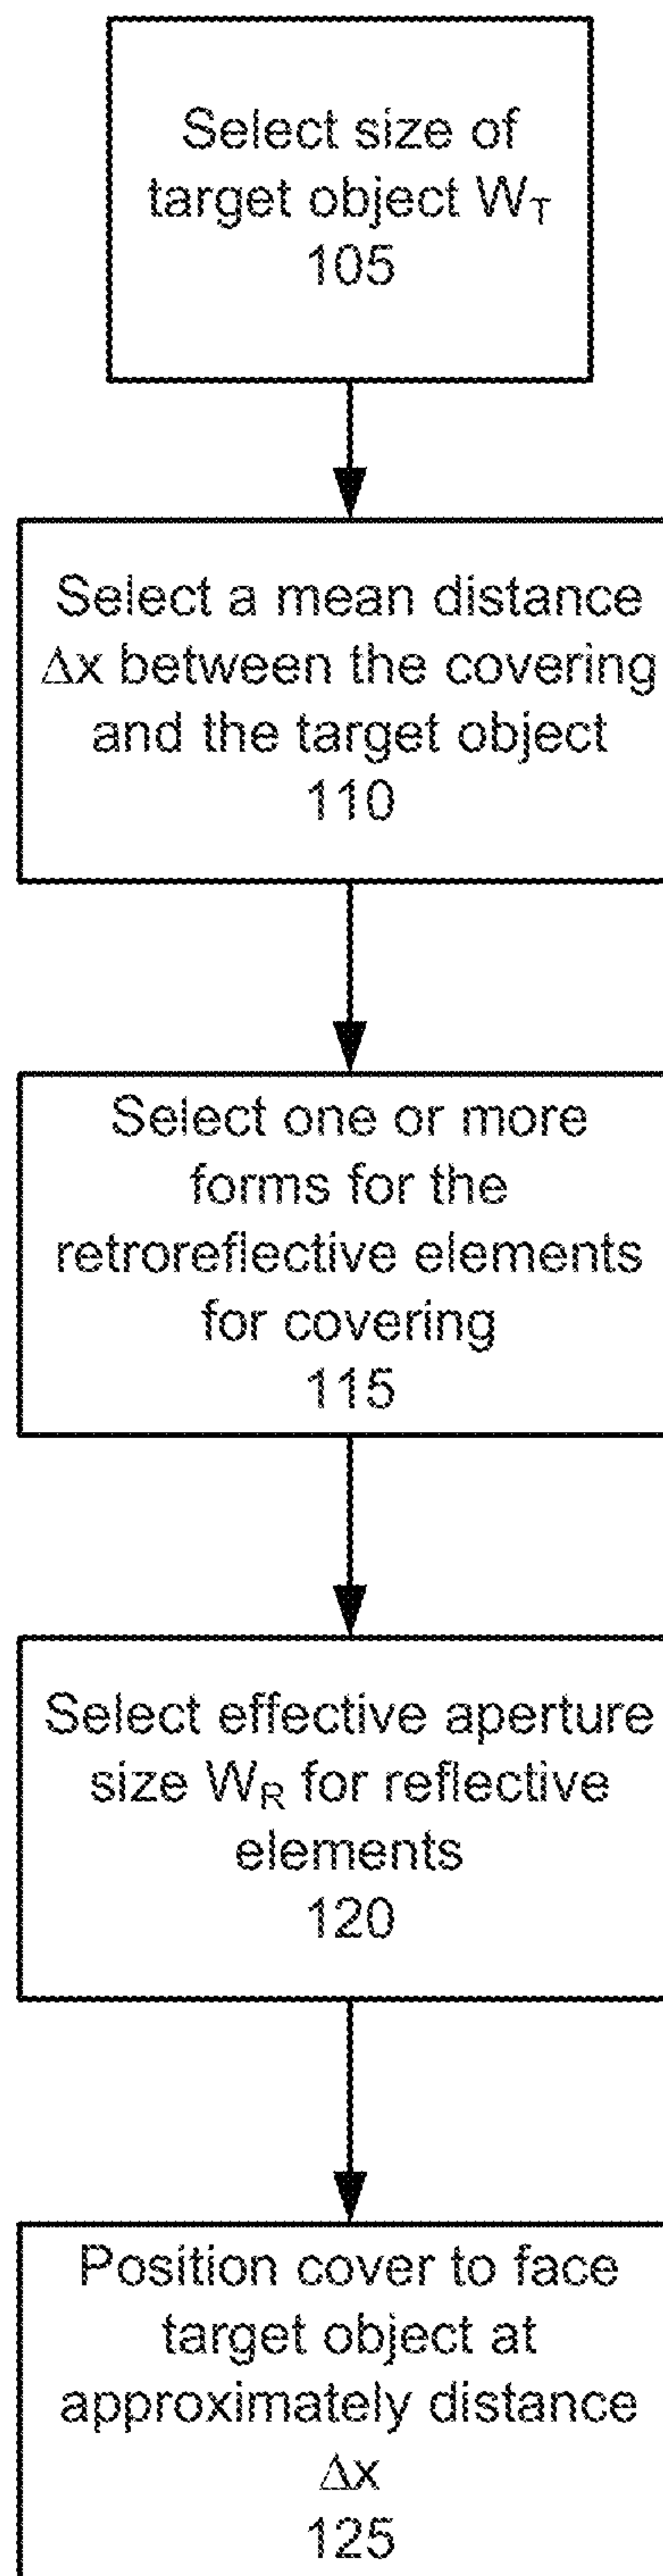 Select size of
target object W_T
105
Select a mean distance
Δx between the covering
and the target object
110
Select one or more
forms for the
retroreflective elements
for covering
115
Select effective aperture
size W_R for reflective
elements
120
Position cover to face
target object at
approximately distance
Δx
125